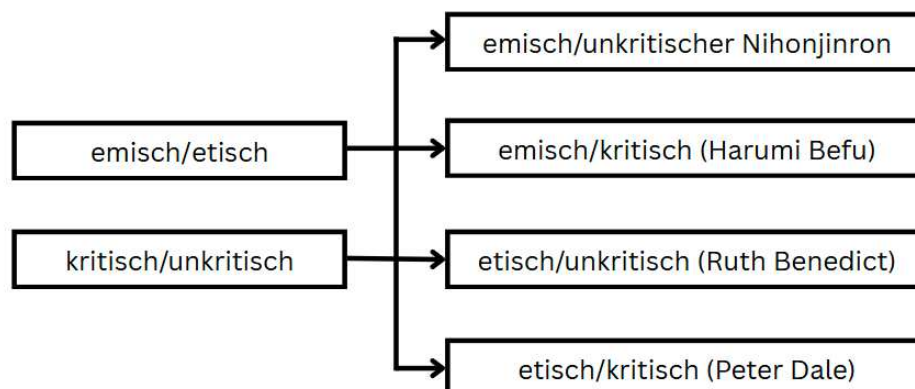 emisch/unkritischer Nihonjinron
emisch/etisch
emisch/kritisch (Harumi Befu)
kritisch/unkritisch
etisch/unkritisch (Ruth Benedict)
etisch/kritisch (Peter Dale)